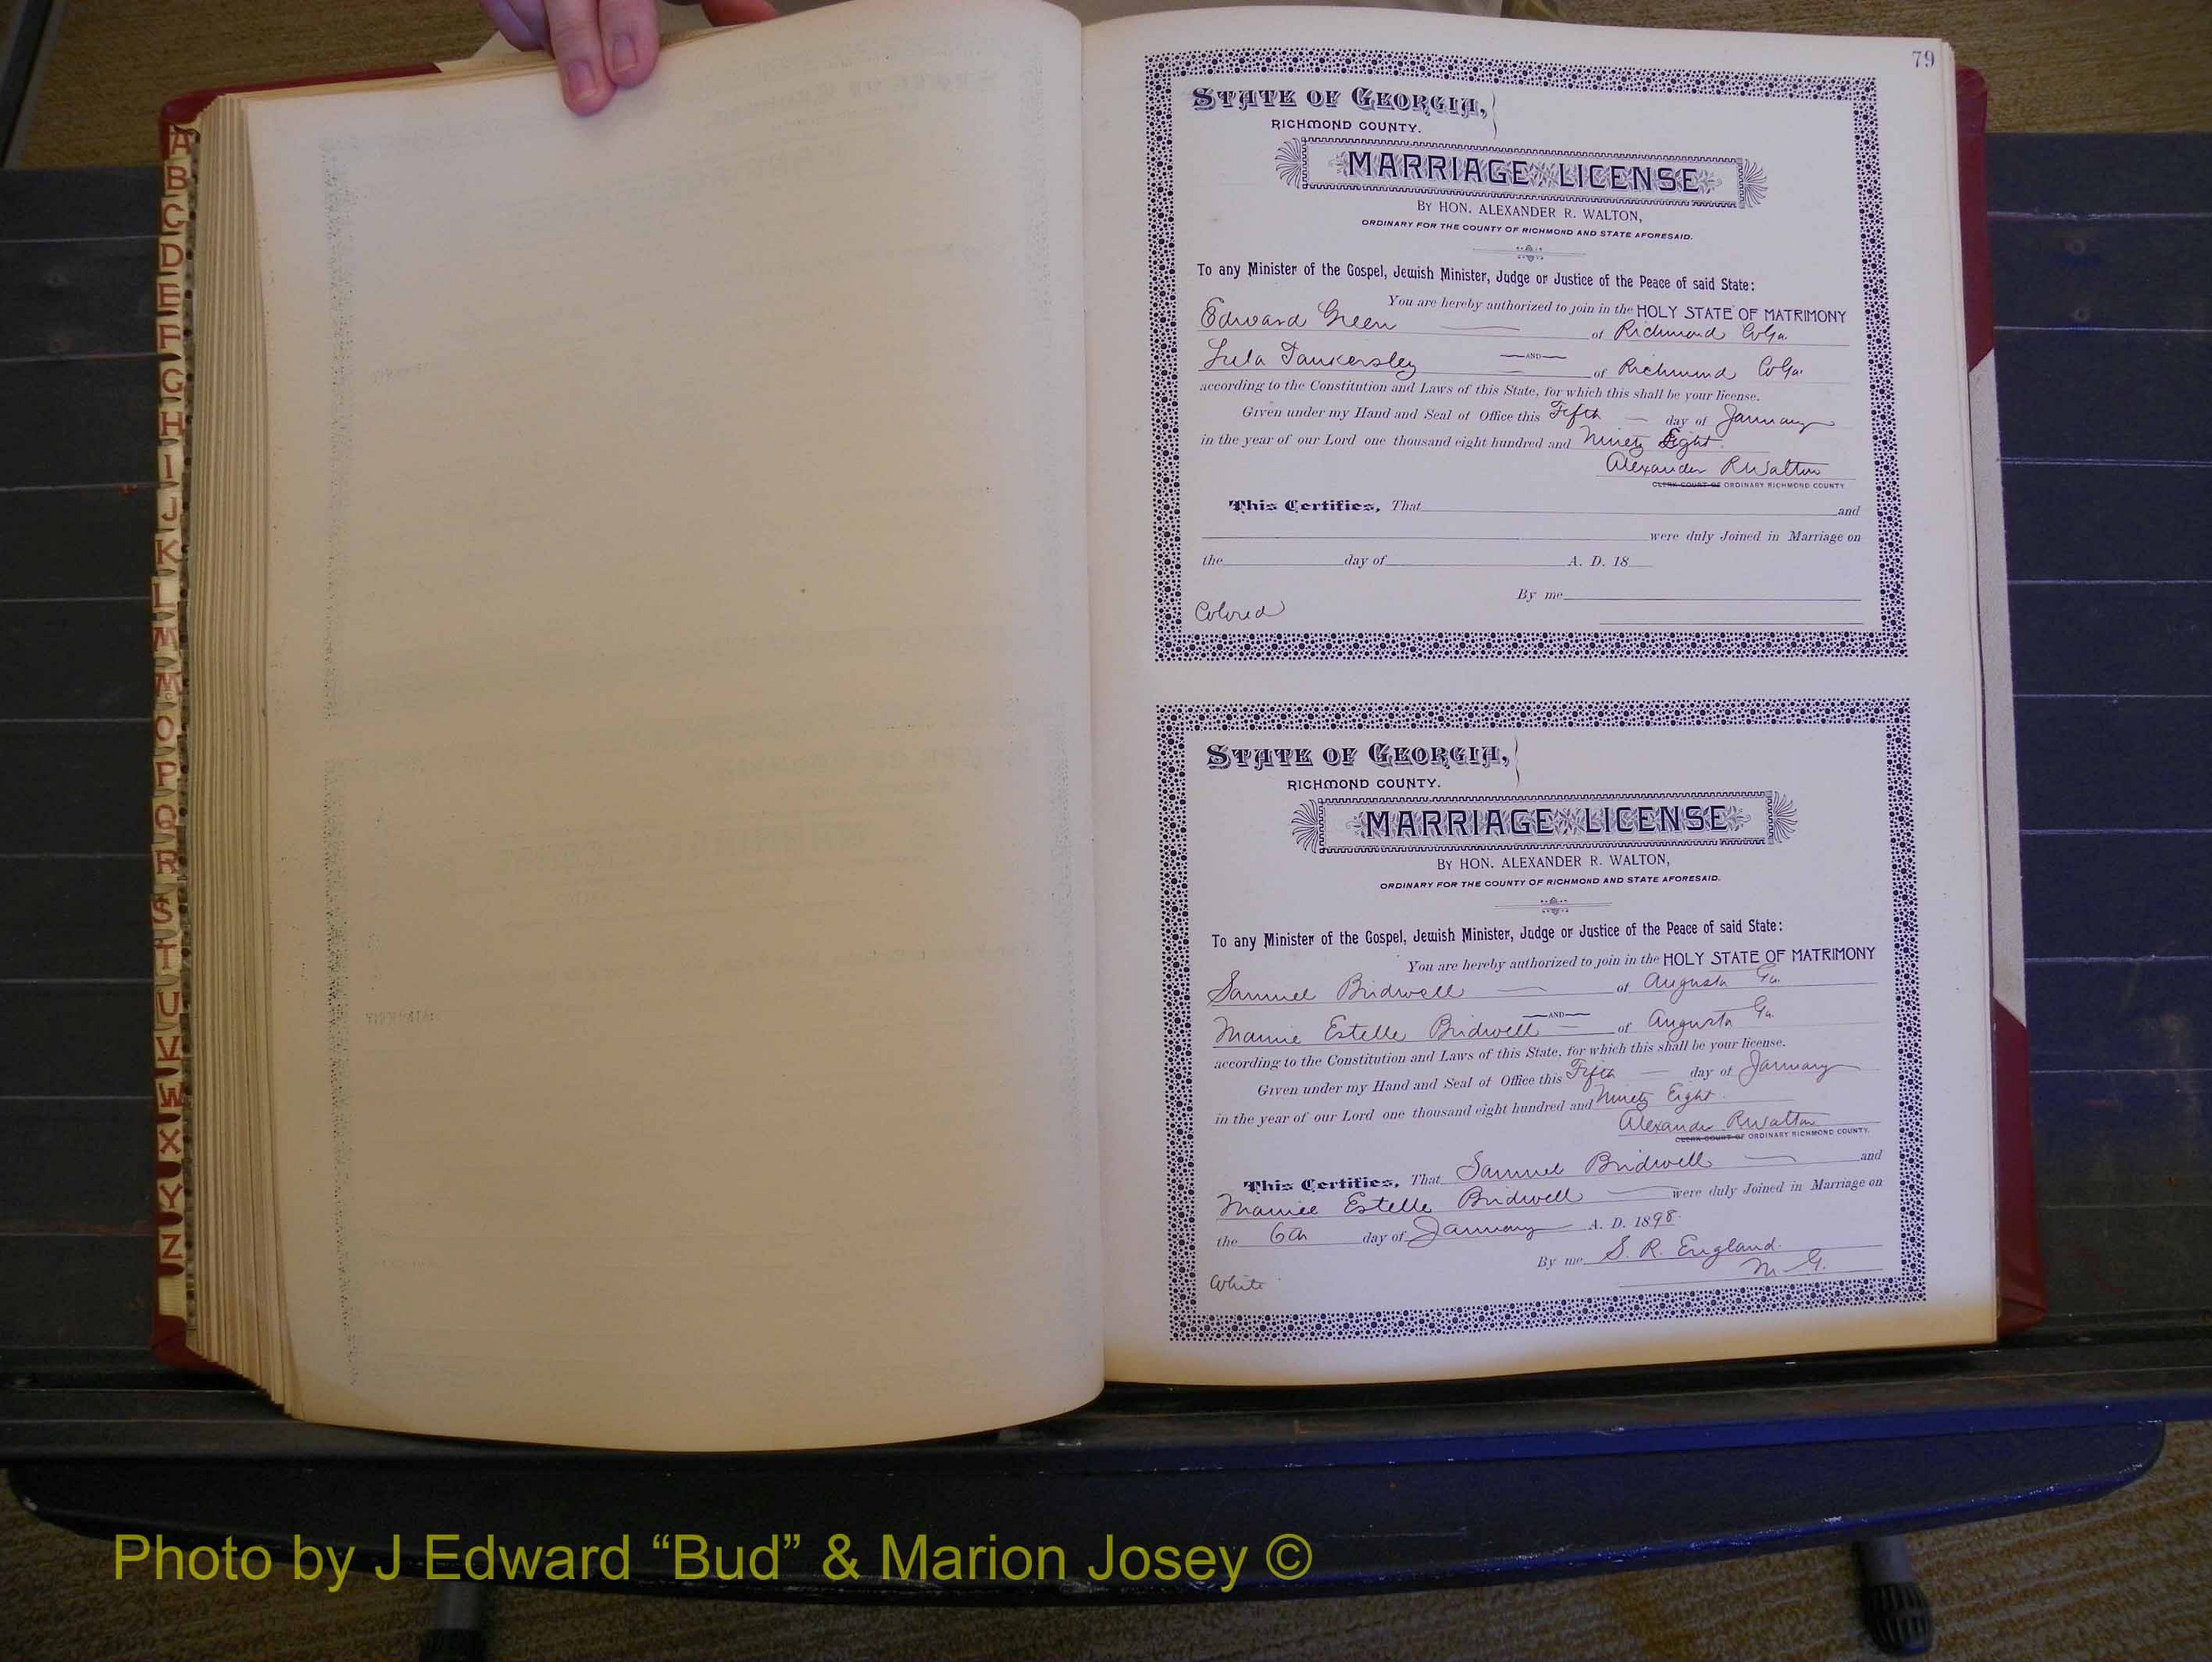 A
B
C
D
E
F
G
H
I
J
K
L
M
Mc
O
P
Q
R
S
T
U
V
W
X
Y
Z
79
STATE OF GEORGIA,
RICHMOND COUNTY.
MARRIAGE LICENSE
BY HON. ALEXANDER R. WALTON,
ORDINARY FOR THE COUNTY OF RICHMOND AND STATE AFORESAID.
To any Minister of the Gospel, Jewish Minister, Judge or Justice of the Peace of said State:
You are hereby authorized to join in the HOLY STATE OF MATRIMONY
Edward Green of Richmond Co Ga.
AND
Lula Tankersley of Richmond Co Ga.
according to the Constitution and Laws of this State, for which this shall be your license.
Given under my Hand and Seal of Office this Fifth day of January
in the year of our Lord one thousand eight hundred and Ninety Eight.
Alexander R Walton
CLERK COURT OF ORDINARY RICHMOND COUNTY
This Certifies, That and
were duly Joined in Marriage on
the day of A. D. 18
By me
Colored
STATE OF GEORGIA,
RICHMOND COUNTY.
MARRIAGE LICENSE
BY HON. ALEXANDER R. WALTON,
ORDINARY FOR THE COUNTY OF RICHMOND AND STATE AFORESAID.
To any Minister of the Gospel, Jewish Minister, Judge or Justice of the Peace of said State:
You are hereby authorized to join in the HOLY STATE OF MATRIMONY
Samuel Bridwell of Augusta Ga.
AND
Mamie Estelle Bridwell of Augusta Ga.
according to the Constitution and Laws of this State, for which this shall be your license.
Given under my Hand and Seal of Office this Fifth day of January
in the year of our Lord one thousand eight hundred and Ninety Eight.
Alexander R Walton
CLERK COURT OF ORDINARY RICHMOND COUNTY.
This Certifies, That Samuel Bridwell and
Mamie Estelle Bridwell were duly Joined in Marriage on
the 6th day of January A. D. 1898.
By me S. R. England.
M. G.
White
Photo by J Edward “Bud” & Marion Josey ©